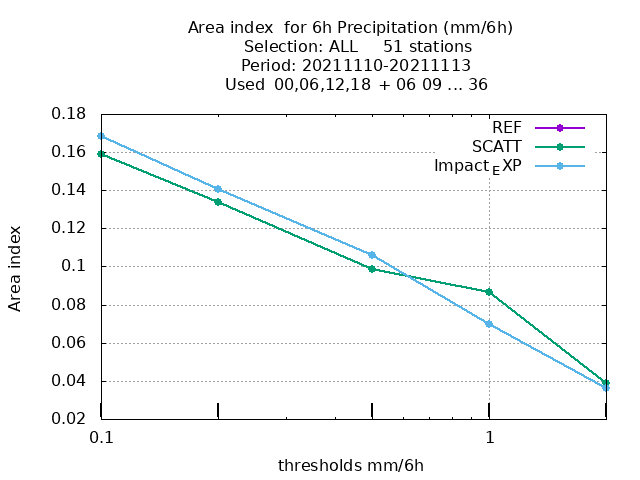 Area index  for 6h Precipitation (mm/6h)
Selection: ALL     51 stations
Period: 20211110-20211113
Used  00,06,12,18  + 06 09 ... 36
0.18
REF
SCATT
0.16
Impact_EXP
0.14
0.12
0.1
0.08
0.06
0.04
0.02
Area index
0.1
1
thresholds mm/6h